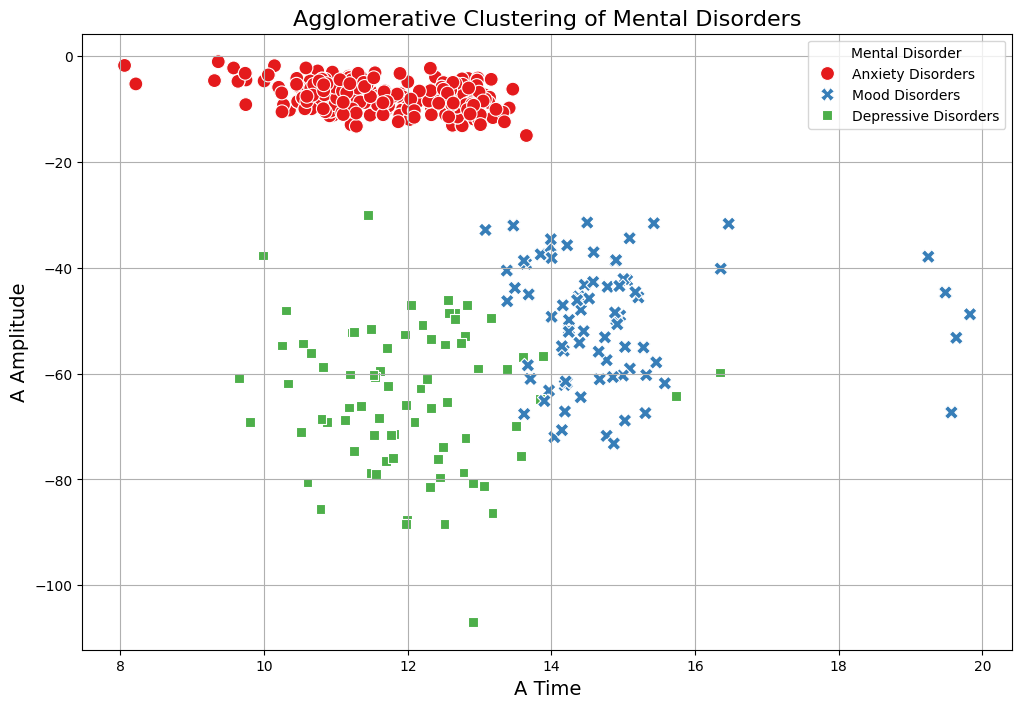 Agglomerative Clustering of Mental Disorders
Mental Disorder
Anxiety Disorders
Mood Disorders
Depressive Disorders
A Amplitude
0
−20
−40
−60
−80
−100
8
10
12
14
16
18
20
A Time